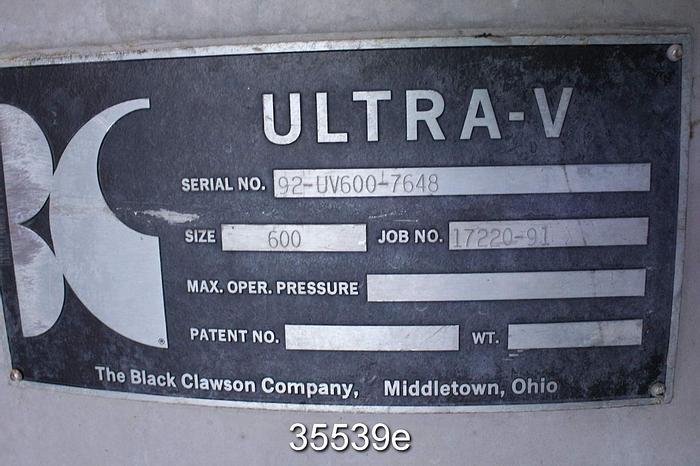 ULTRA-V
SERIAL NO. 92-UV600-7648
SIZE 600 JOB NO. 17220-91
MAX. OPER. PRESSURE
PATENT NO. WT.
The Black Clawson Company, Middletown, Ohio
35539e